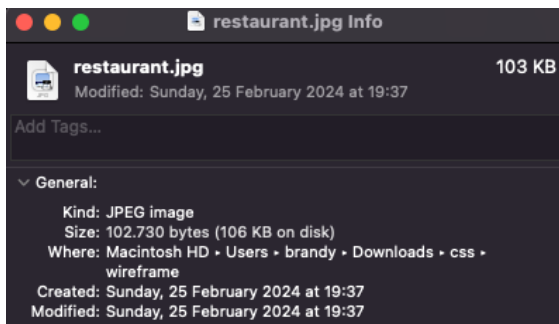 restaurant.jpg Info
restaurant.jpg 103 KB
Modified: Sunday, 25 February 2024 at 19:37
Add Tags...
General:
Kind: JPEG image
Size: 102.730 bytes (106 KB on disk)
Where: Macintosh HD ▸ Users ▸ brandy ▸ Downloads ▸ css ▸
wireframe
Created: Sunday, 25 February 2024 at 19:37
Modified: Sunday, 25 February 2024 at 19:37